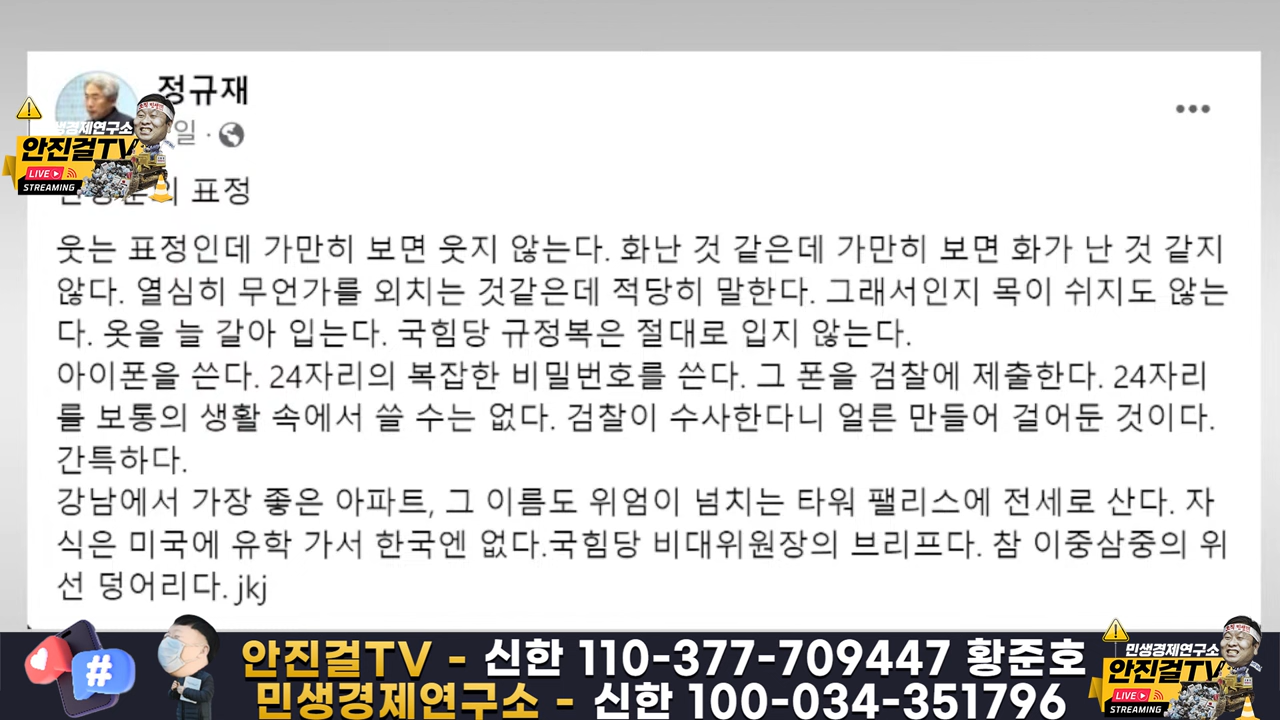 정규재
일 ·
민생경제연구소
안진걸TV
LIVE
STREAMING
의 표정
웃는 표정인데 가만히 보면 웃지 않는다. 화난 것 같은데 가만히 보면 화가 난 것 같지
않다. 열심히 무언가를 외치는 것같은데 적당히 말한다. 그래서인지 목이 쉬지도 않는
다. 옷을 늘 갈아 입는다. 국힘당 규정복은 절대로 입지 않는다.
아이폰을 쓴다. 24자리의 복잡한 비밀번호를 쓴다. 그 폰을 검찰에 제출한다. 24자리
를 보통의 생활 속에서 쓸 수는 없다. 검찰이 수사한다니 얼른 만들어 걸어둔 것이다.
간특하다.
강남에서 가장 좋은 아파트, 그 이름도 위엄이 넘치는 타워 팰리스에 전세로 산다. 자
식은 미국에 유학 가서 한국엔 없다.국힘당 비대위원장의 브리프다. 참 이중삼중의 위
선 덩어리다. jkj
#
안진걸TV - 신한 110-377-709447 황준호
민생경제연구소 - 신한 100-034-351796
민생경제연구소
안진걸TV
LIVE
STREAMING